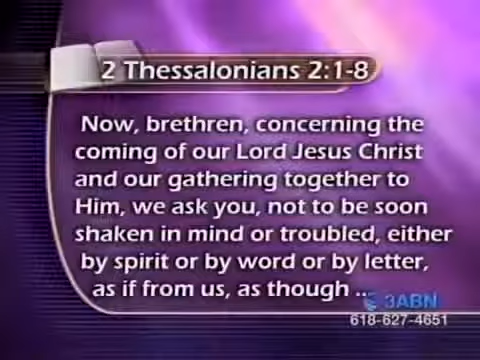 2 Thessalonians 2:1-8
Now, brethren, concerning the
coming of our Lord Jesus Christ
and our gathering together to
Him, we ask you, not to be soon
shaken in mind or troubled, either
by spirit or by word or by letter,
as if from us, as though ...
3ABN
618-627-4651